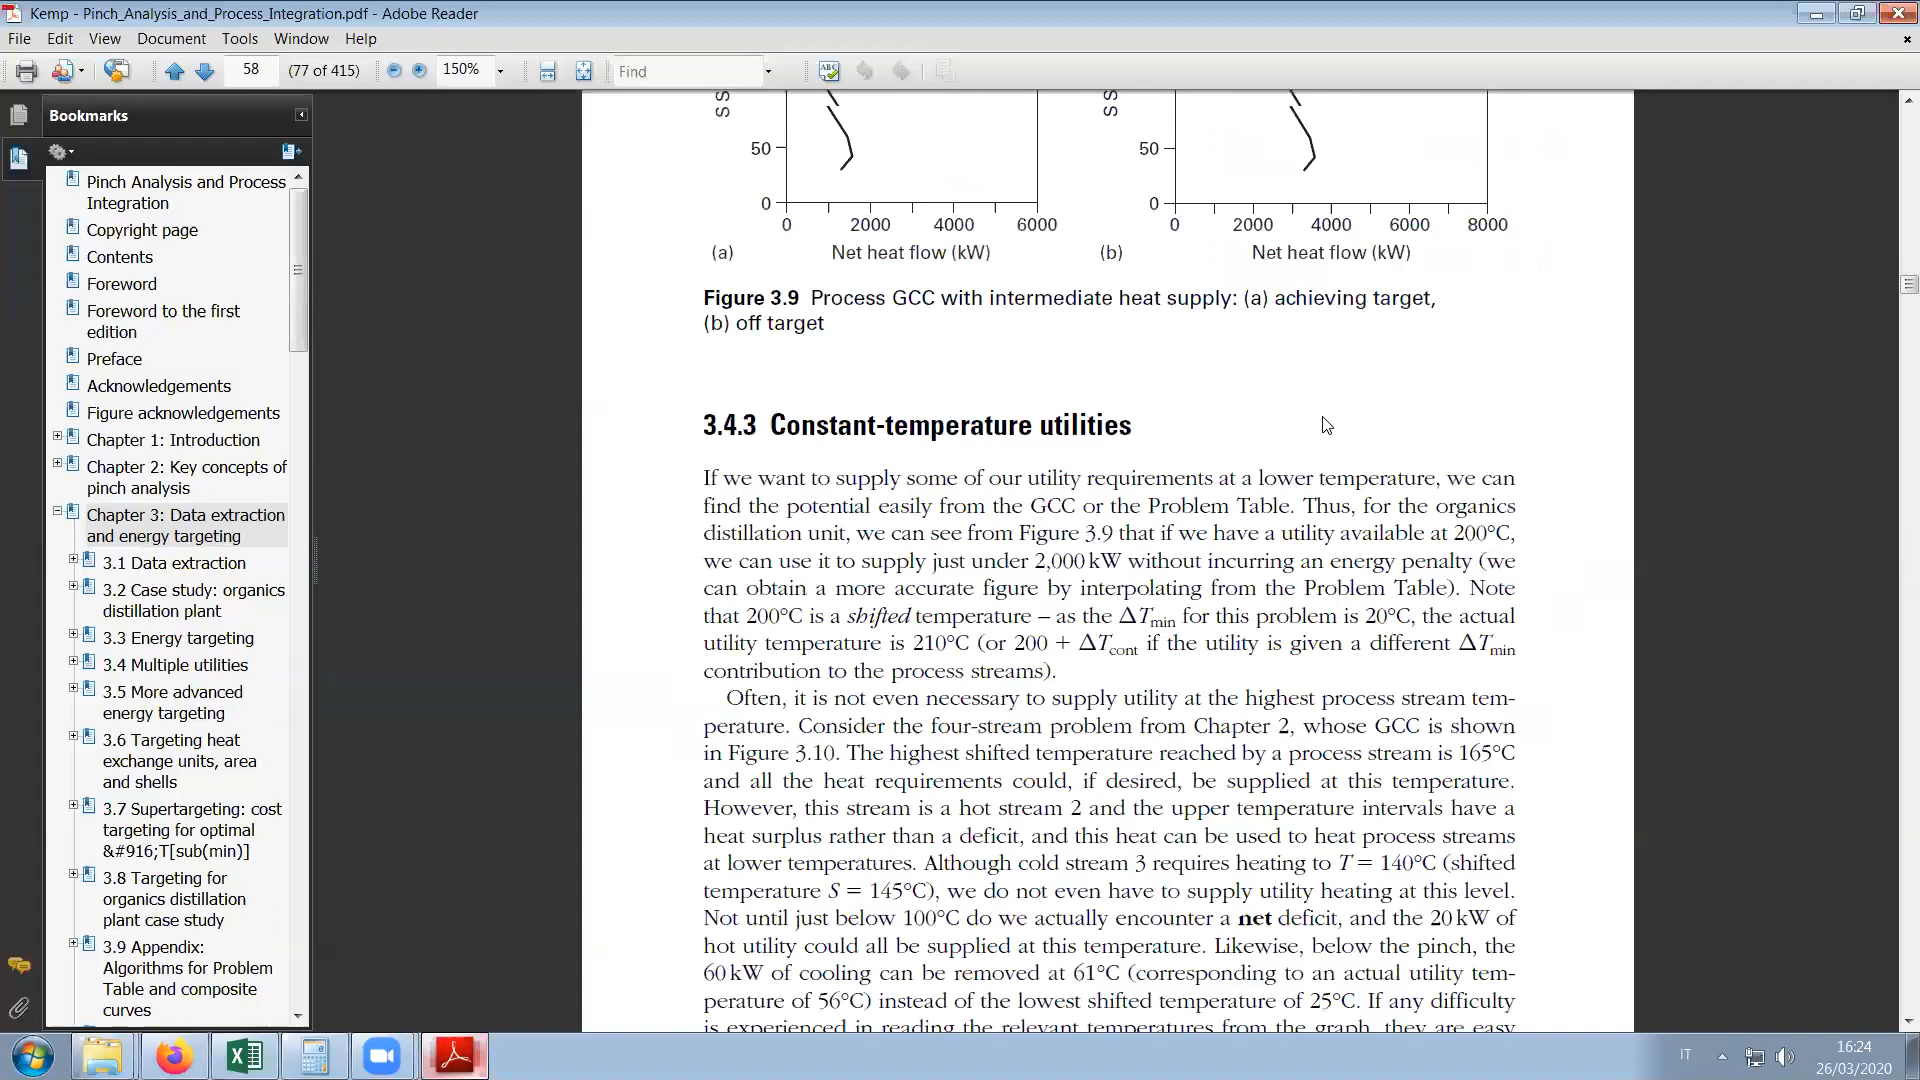 Kemp - Pinch_Analysis_and_Process_Integration.pdf - Adobe Reader
File Edit View Document Tools Window Help
58 (77 of 415) 150% Find
Bookmarks
Pinch Analysis and Process
Integration
Copyright page
Contents
Foreword
Foreword to the first
edition
Preface
Acknowledgements
Figure acknowledgements
Chapter 1: Introduction
Chapter 2: Key concepts of
pinch analysis
Chapter 3: Data extraction
and energy targeting
3.1 Data extraction
3.2 Case study: organics
distillation plant
3.3 Energy targeting
3.4 Multiple utilities
3.5 More advanced
energy targeting
3.6 Targeting heat
exchange units, area
and shells
3.7 Supertargeting: cost
targeting for optimal
&#916;T[sub(min)]
3.8 Targeting for
organics distillation
plant case study
3.9 Appendix:
Algorithms for Problem
Table and composite
curves
S S
50
0
0 2000 4000 6000
(a) Net heat flow (kW)
S S
50
0
0 2000 4000 6000 8000
(b) Net heat flow (kW)
Figure 3.9 Process GCC with intermediate heat supply: (a) achieving target,
(b) off target
3.4.3 Constant-temperature utilities
If we want to supply some of our utility requirements at a lower temperature, we can
find the potential easily from the GCC or the Problem Table. Thus, for the organics
distillation unit, we can see from Figure 3.9 that if we have a utility available at 200°C,
we can use it to supply just under 2,000 kW without incurring an energy penalty (we
can obtain a more accurate figure by interpolating from the Problem Table). Note
that 200°C is a shifted temperature – as the ΔTmin for this problem is 20°C, the actual
utility temperature is 210°C (or 200 + ΔTcont if the utility is given a different ΔTmin
contribution to the process streams).
Often, it is not even necessary to supply utility at the highest process stream tem-
perature. Consider the four-stream problem from Chapter 2, whose GCC is shown
in Figure 3.10. The highest shifted temperature reached by a process stream is 165°C
and all the heat requirements could, if desired, be supplied at this temperature.
However, this stream is a hot stream 2 and the upper temperature intervals have a
heat surplus rather than a deficit, and this heat can be used to heat process streams
at lower temperatures. Although cold stream 3 requires heating to T = 140°C (shifted
temperature S = 145°C), we do not even have to supply utility heating at this level.
Not until just below 100°C do we actually encounter a net deficit, and the 20 kW of
hot utility could all be supplied at this temperature. Likewise, below the pinch, the
60 kW of cooling can be removed at 61°C (corresponding to an actual utility tem-
perature of 56°C) instead of the lowest shifted temperature of 25°C. If any difficulty
is experienced in reading the relevant temperatures from the graph, they are easy
IT
16:24
26/03/2020